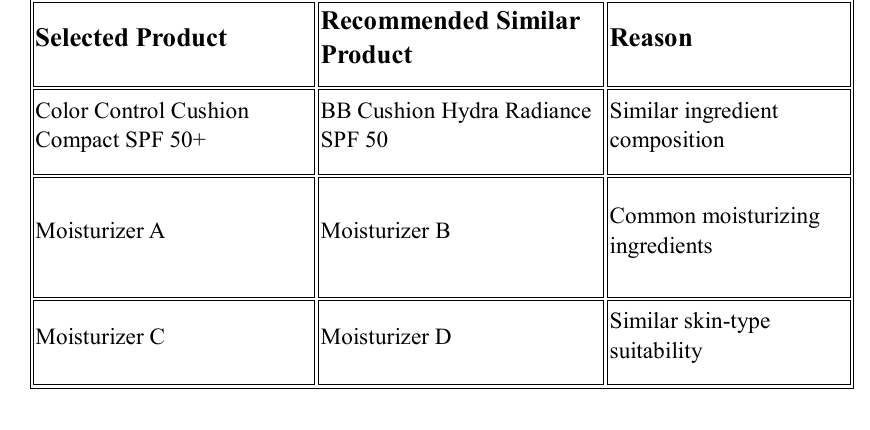 Selected Product
Recommended Similar
Product
Reason
Color Control Cushion
Compact SPF 50+
BB Cushion Hydra Radiance
SPF 50
Similar ingredient
composition
Moisturizer A
Moisturizer B
Common moisturizing
ingredients
Moisturizer C
Moisturizer D
Similar skin-type
suitability